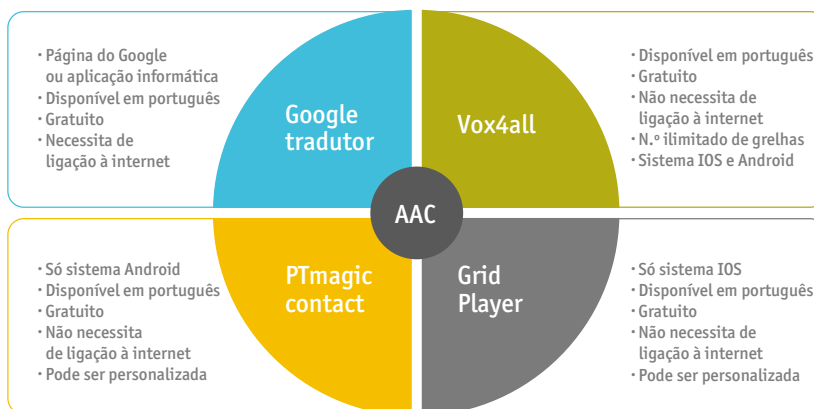 · Página do Google
ou aplicação informática
· Disponível em português
· Gratuito
· Necessita de
ligação à internet
Google
tradutor
Vox4all
· Disponível em português
· Gratuito
· Não necessita de
ligação à internet
· N.º ilimitado de grelhas
· Sistema IOS e Android
AAC
· Só sistema Android
· Disponível em português
· Gratuito
· Não necessita
de ligação à internet
· Pode ser personalizada
PTmagic
contact
Grid
Player
· Só sistema IOS
· Disponível em português
· Gratuito
· Não necessita de
ligação à internet
· Pode ser personalizada